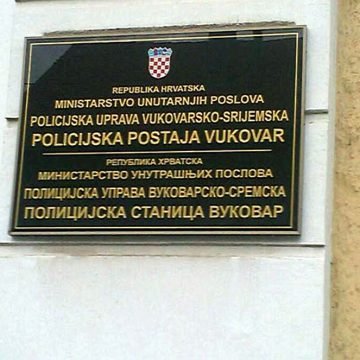 REPUBLIKA HRVATSKA
MINISTARSTVO UNUTARNJIH POSLOVA
POLICIJSKA UPRAVA VUKOVARSKO-SRIJEMSKA
POLICIJSKA POSTAJA VUKOVAR
РЕПУБЛИКА ХРВАТСКА
МИНИСТАРСТВО УНУТРАШЊИХ ПОСЛОВА
ПОЛИЦИЈСКА УПРАВА ВУКОВАРСКО-СРЕМСКА
ПОЛИЦИЈСКА СТАНИЦА ВУКОВАР